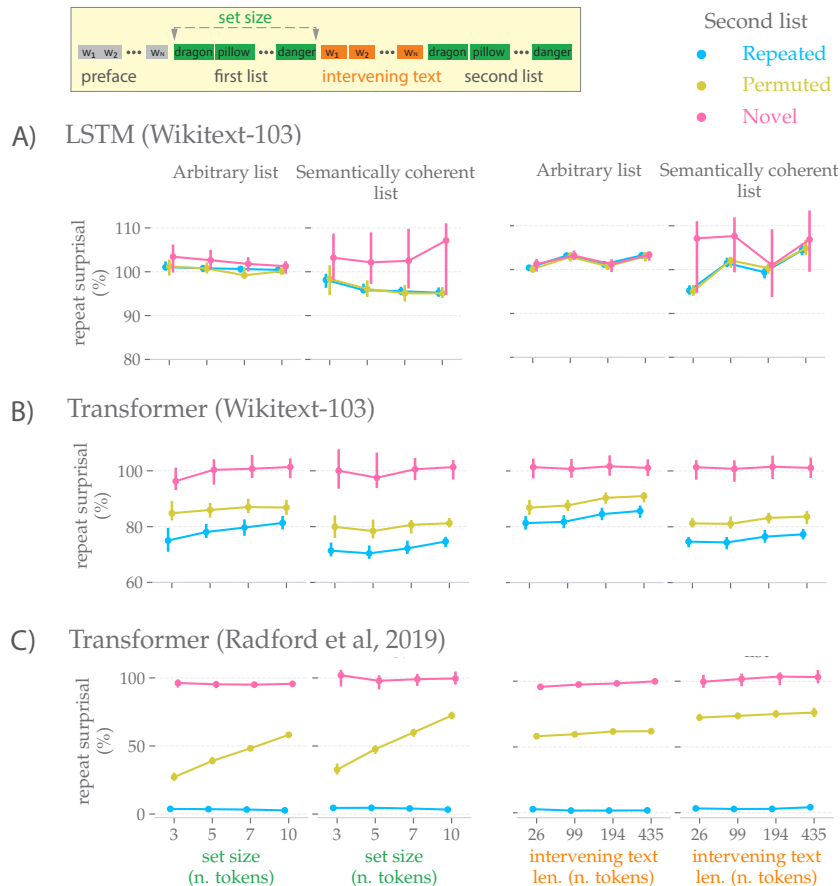 set size
w1 w2 ••• wN dragon pillow ••• danger w1 w2 ••• wN dragon pillow ••• danger
preface first list intervening text second list
Second list
Repeated
Permuted
Novel
A) LSTM (Wikitext-103)
Arbitrary list Semantically coherent list Arbitrary list Semantically coherent list
repeat surprisal (%)
110
100
90
80
B) Transformer (Wikitext-103)
repeat surprisal (%)
100
80
60
C) Transformer (Radford et al, 2019)
repeat surprisal (%)
100
50
0
3 5 7 10 3 5 7 10 26 99 194 435 26 99 194 435
set size set size intervening text intervening text
(n. tokens) (n. tokens) len. (n. tokens) len. (n. tokens)